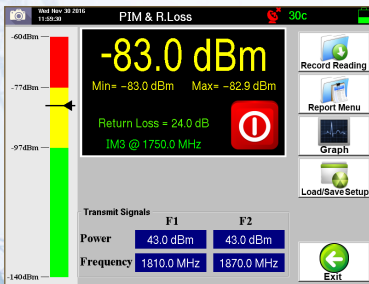 Wed Nov 30 2016
11:59:30
PIM & R.Loss
30c
-60dBm
-77dBm
-97dBm
-140dBm
-83.0 dBm
Min= -83.0 dBm Max= -82.9 dBm
Return Loss = 24.0 dB
IM3 @ 1750.0 MHz
Record Reading
Report Menu
Graph
Load/SaveSetup
Exit
Transmit Signals
F1 F2
Power 43.0 dBm 43.0 dBm
Frequency 1810.0 MHz 1870.0 MHz